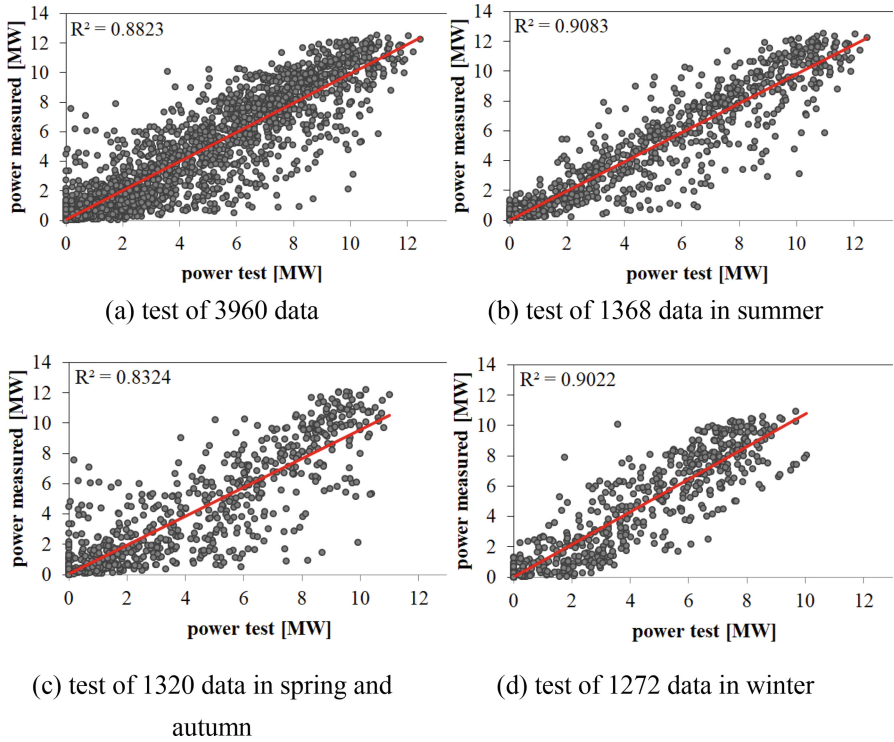 R² = 0.8823
power measured [MW]
14
12
10
8
6
4
2
0
0 2 4 6 8 10 12
power test [MW]
(a) test of 3960 data
R² = 0.9083
power measured [MW]
14
12
10
8
6
4
2
0
0 2 4 6 8 10 12
power test [MW]
(b) test of 1368 data in summer
R² = 0.8324
power measured [MW]
14
12
10
8
6
4
2
0
0 2 4 6 8 10 12
power test [MW]
(c) test of 1320 data in spring and
autumn
R² = 0.9022
power measured [MW]
14
12
10
8
6
4
2
0
0 2 4 6 8 10 12
power test [MW]
(d) test of 1272 data in winter